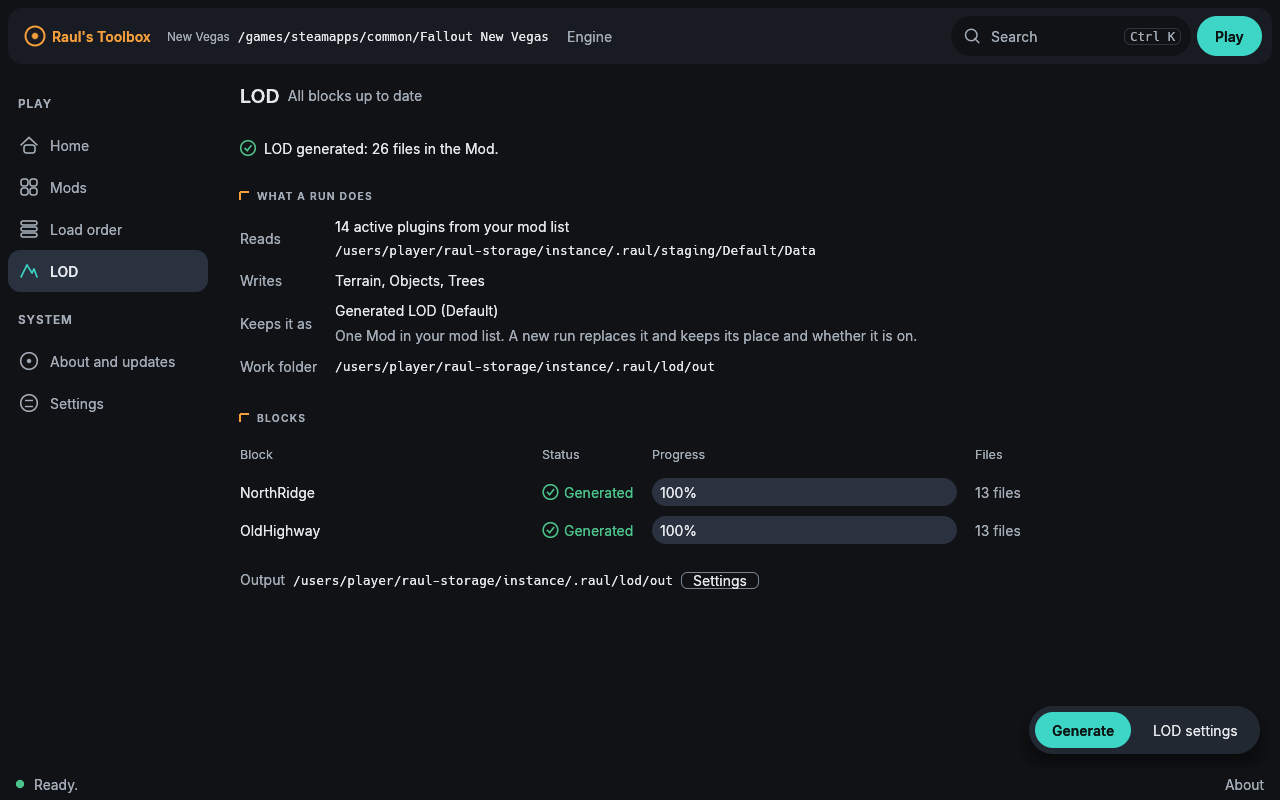 Raul's Toolbox New Vegas /games/steamapps/common/Fallout New Vegas Engine Search Ctrl K Play
PLAY
Home
Mods
Load order
LOD
SYSTEM
About and updates
Settings
LOD All blocks up to date
LOD generated: 26 files in the Mod.
WHAT A RUN DOES
Reads
14 active plugins from your mod list
/users/player/raul-storage/instance/.raul/staging/Default/Data
Writes Terrain, Objects, Trees
Keeps it as
Generated LOD (Default)
One Mod in your mod list. A new run replaces it and keeps its place and whether it is on.
Work folder /users/player/raul-storage/instance/.raul/lod/out
BLOCKS
Block Status Progress Files
NorthRidge Generated 100% 13 files
OldHighway Generated 100% 13 files
Output /users/player/raul-storage/instance/.raul/lod/out Settings
Generate LOD settings
Ready. About